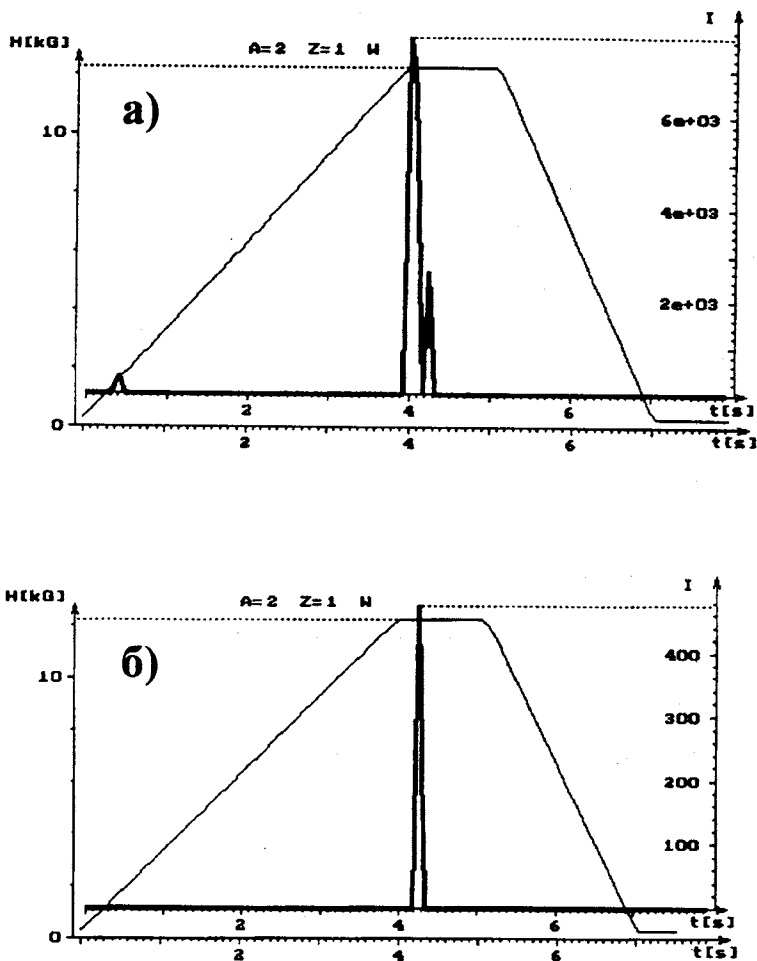 I
H[kG]
A=2 Z=1 W
а)
10
6e+03
4e+03
2e+03
2 4 6 t[s]
0
2 4 6 t[s]
I
H[kG]
A=2 Z=1 W
б)
400
10
300
200
100
2 4 6 t[s]
0
2 4 6 t[s]